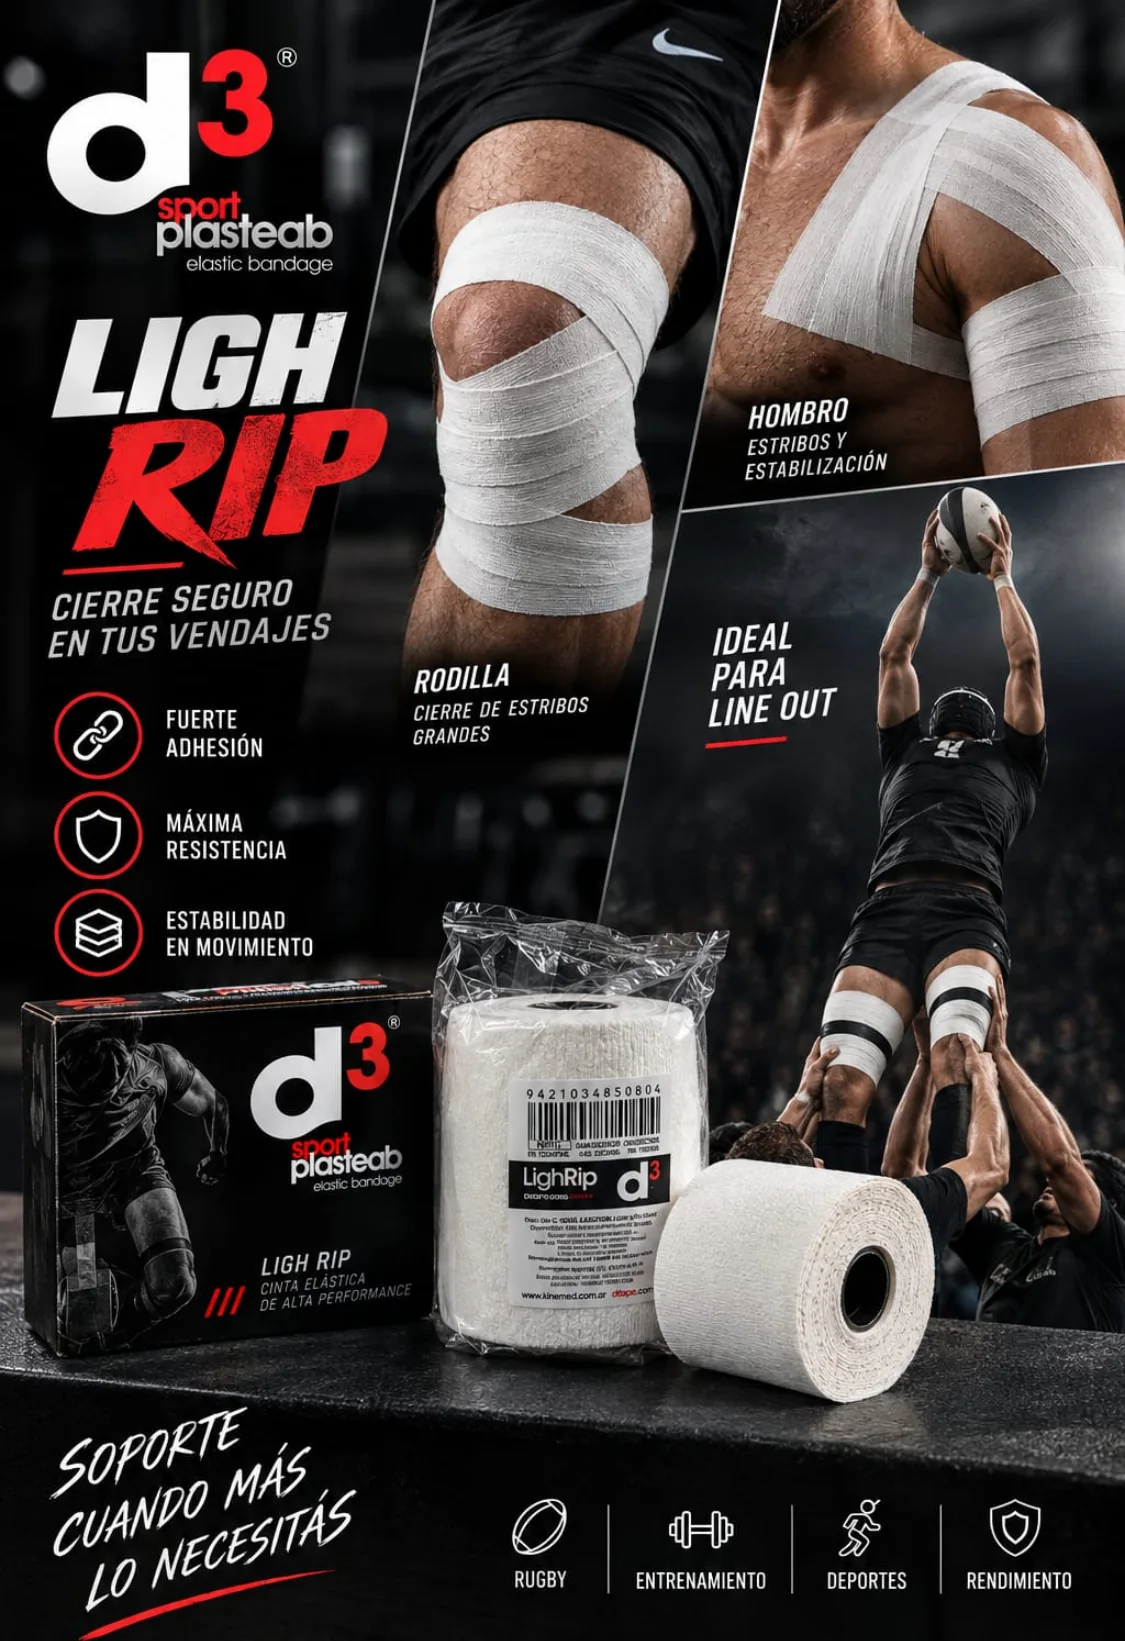 d3®
sport
plasteab
elastic bandage
LIGH
RIP
CIERRE SEGURO
EN TUS VENDAJES
FUERTE
ADHESIÓN
MÁXIMA
RESISTENCIA
ESTABILIDAD
EN MOVIMIENTO
RODILLA
CIERRE DE ESTRIBOS
GRANDES
HOMBRO
ESTRIBOS Y
ESTABILIZACIÓN
IDEAL
PARA
LINE OUT
d3®
sport
plasteab
elastic bandage
LIGH RIP
CINTA ELÁSTICA
DE ALTA PERFORMANCE
9421034850804
LighRip
d3
www.kinemed.com.ar
SOPORTE
CUANDO MÁS
LO NECESITÁS
RUGBY
ENTRENAMIENTO
DEPORTES
RENDIMIENTO